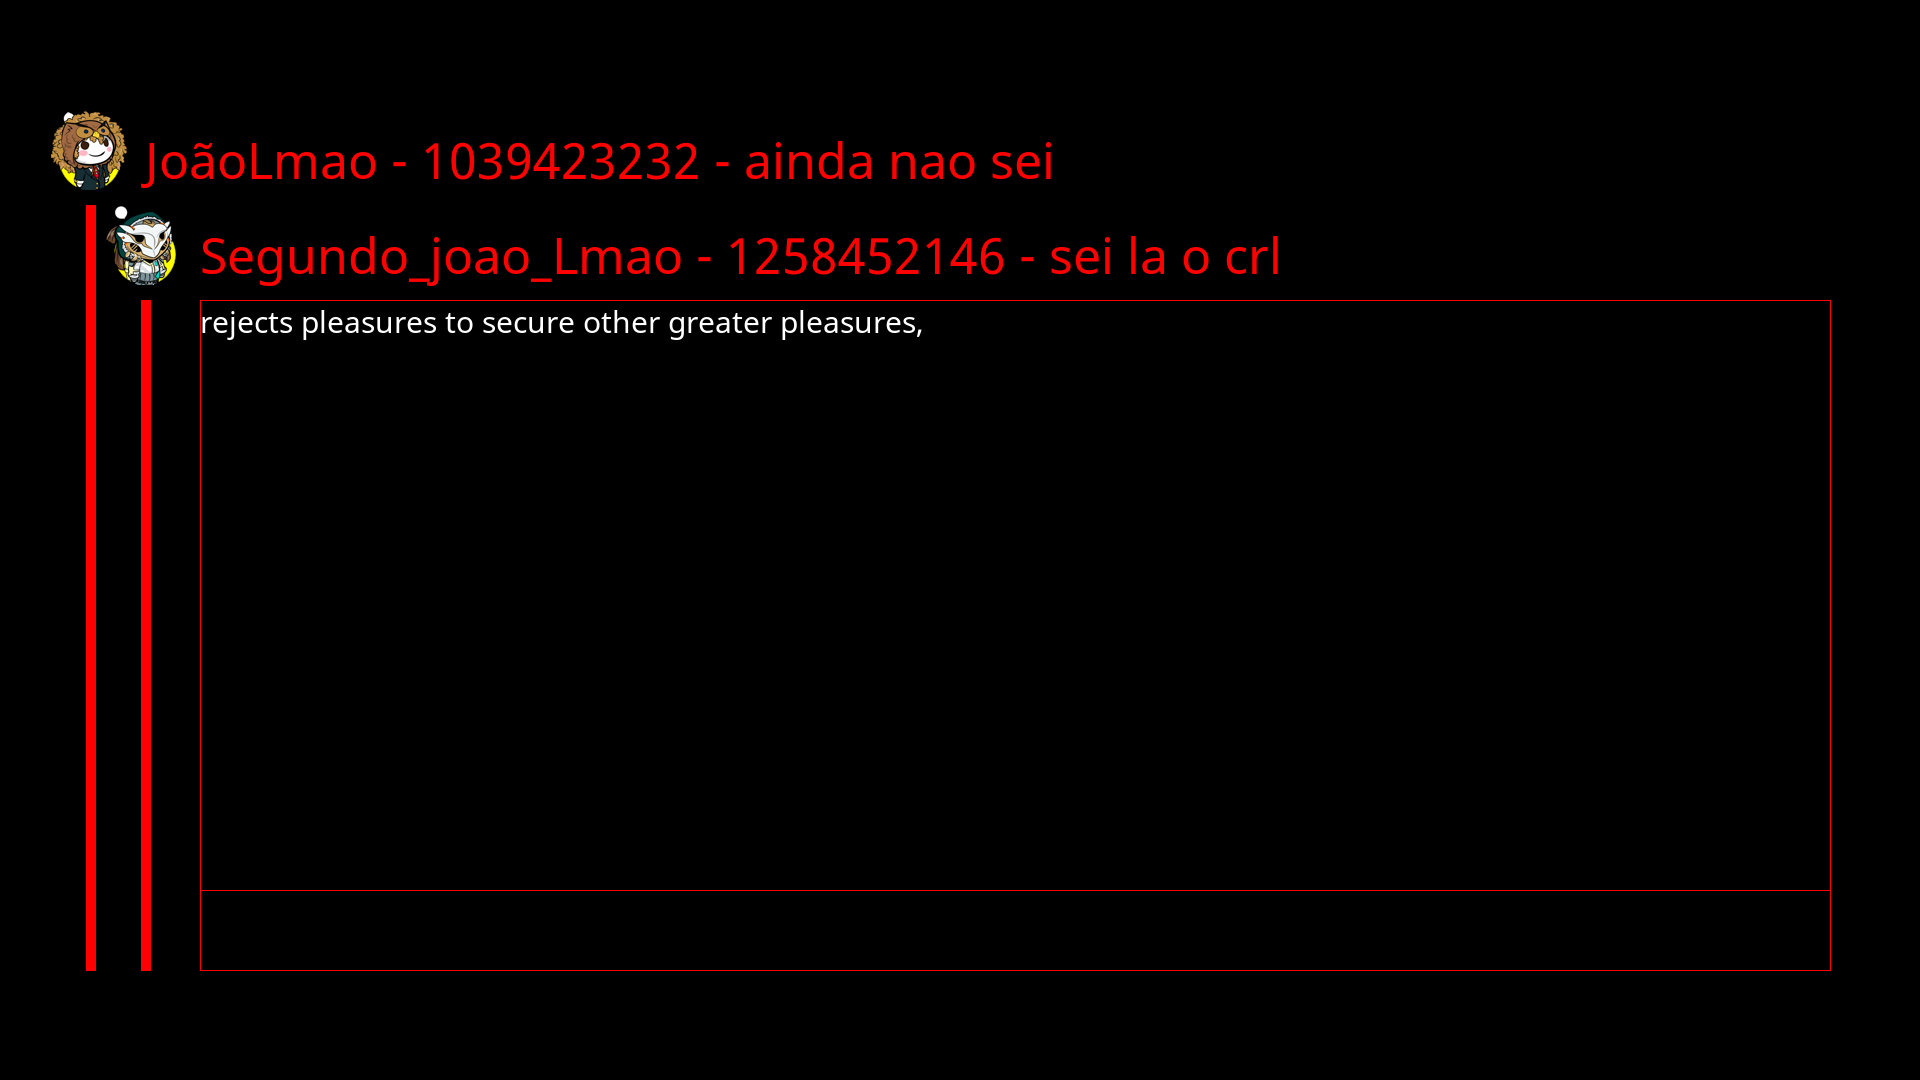 JoãoLmao - 1039423232 - ainda nao sei
Segundo_joao_Lmao - 1258452146 - sei la o crl
rejects pleasures to secure other greater pleasures,